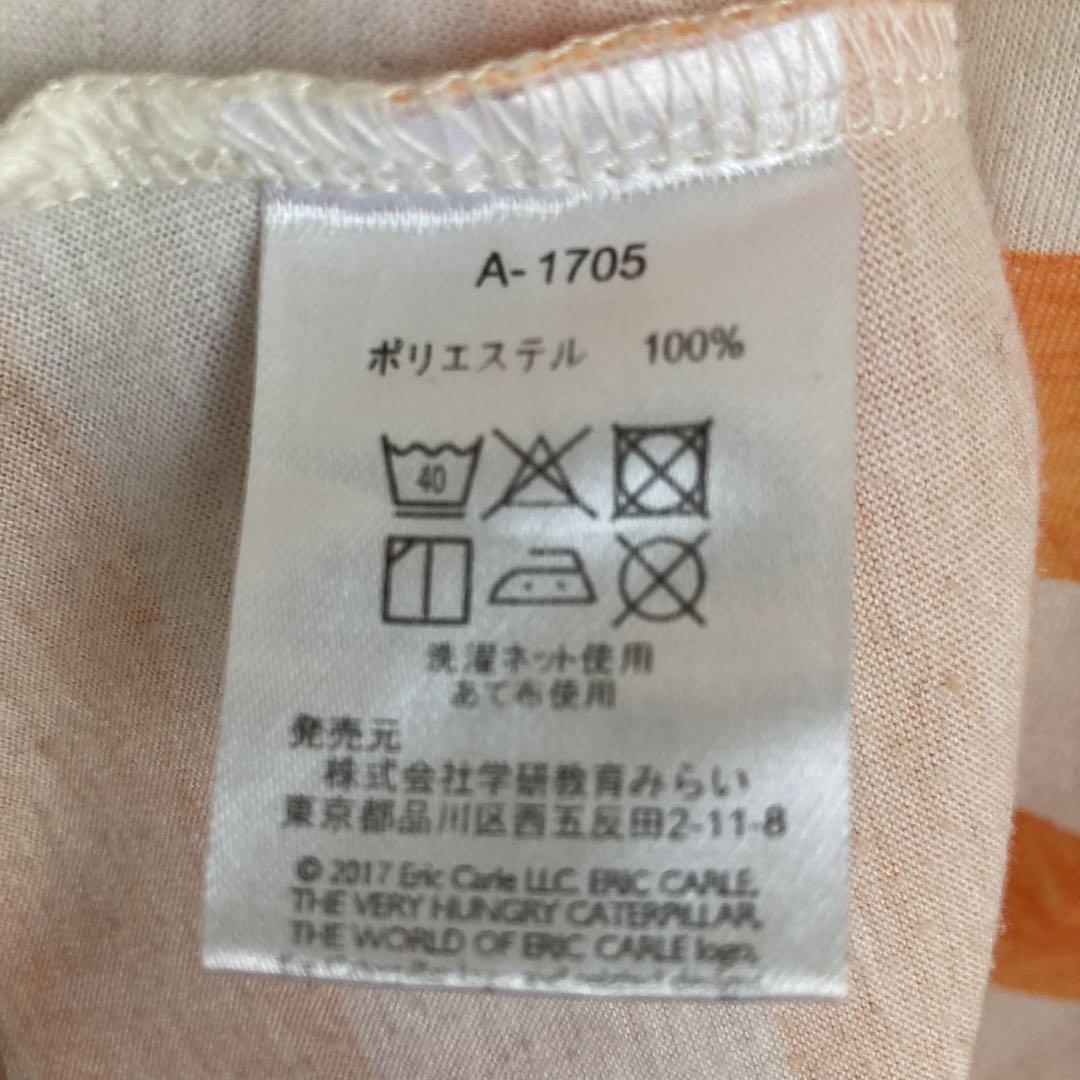 A-1705
ポリエステル 100%
40
洗濯ネット使用
あて布使用
発売元
株式会社学研教育みらい
東京都品川区西五反田2-11-8
© 2017 Eric Carle LLC. ERIC CARLE,
THE VERY HUNGRY CATERPILLAR,
THE WORLD OF ERIC CARLE logo,